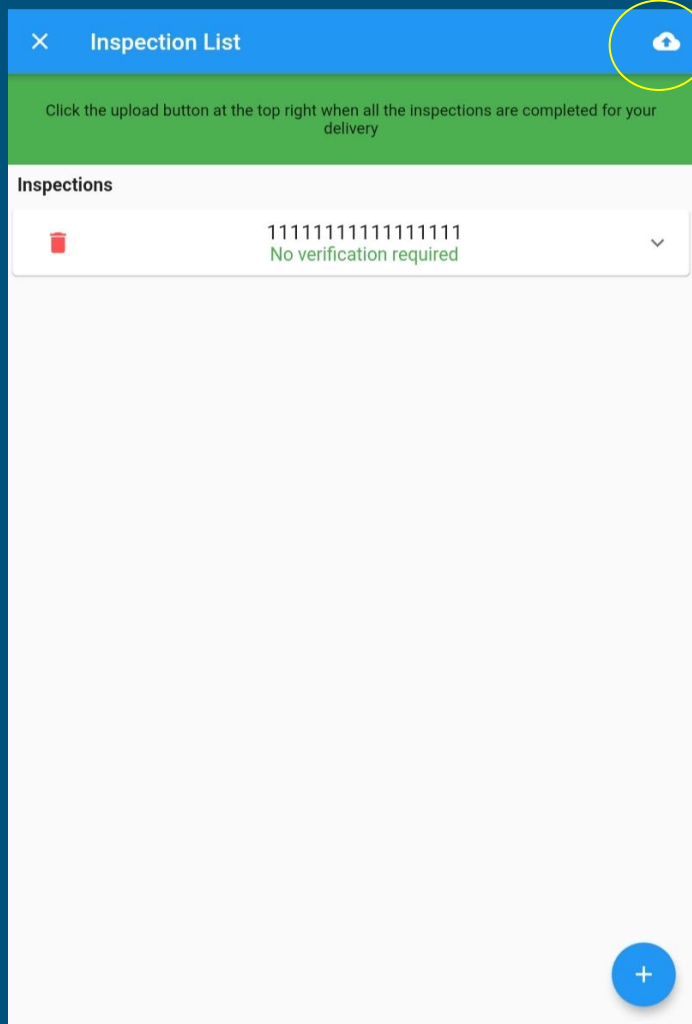 Inspection List
Click the upload button at the top right when all the inspections are completed for your
delivery
Inspections
11111111111111111
No verification required